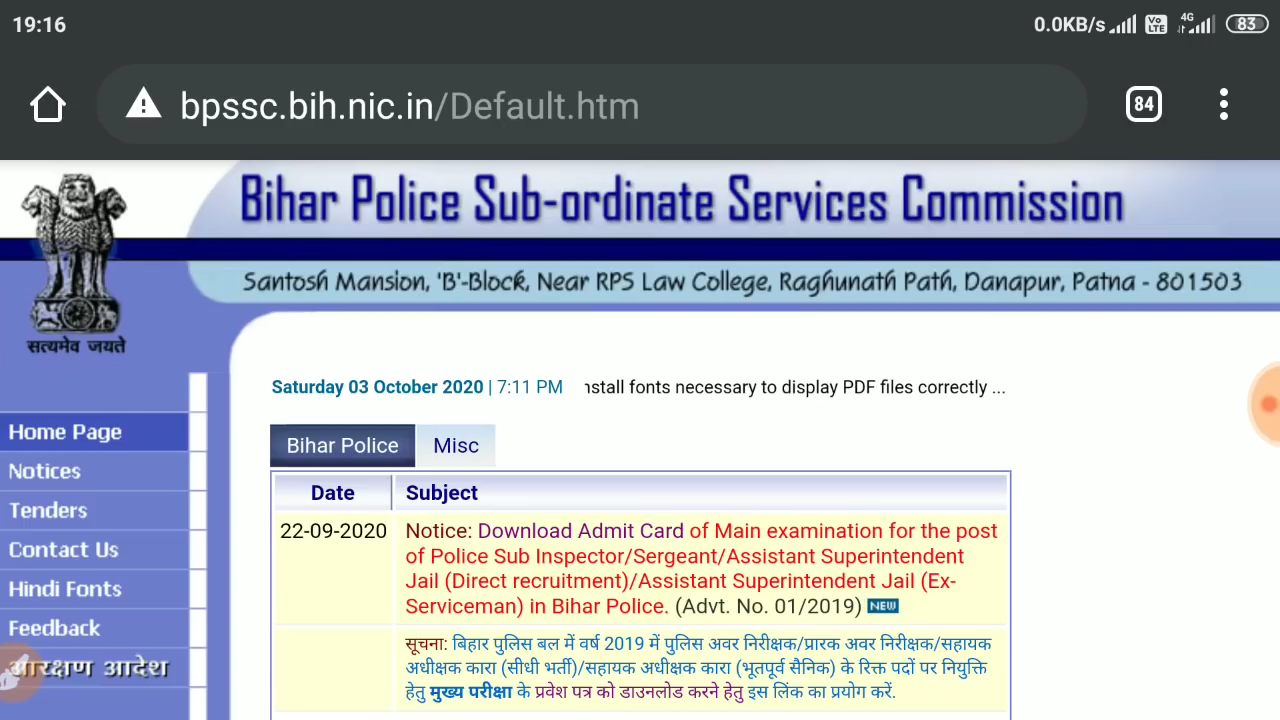 19:16
0.0KB/s Vo LTE 4G 83
bpssc.bih.nic.in/Default.htm 84
Bihar Police Sub-ordinate Services Commission
Santosh Mansion, 'B'-Block, Near RPS Law College, Raghunath Path, Danapur, Patna - 801503
सत्यमेव जयते
Saturday 03 October 2020 | 7:11 PM nstall fonts necessary to display PDF files correctly ...
Home Page
Notices
Tenders
Contact Us
Hindi Fonts
Feedback
आरक्षण आदेश
Bihar Police Misc
Date Subject
22-09-2020 Notice: Download Admit Card of Main examination for the post
of Police Sub Inspector/Sergeant/Assistant Superintendent
Jail (Direct recruitment)/Assistant Superintendent Jail (Ex-
Serviceman) in Bihar Police. (Advt. No. 01/2019) NEW
सूचना: बिहार पुलिस बल में वर्ष 2019 में पुलिस अवर निरीक्षक/प्रारक अवर निरीक्षक/सहायक
अधीक्षक कारा (सीधी भर्ती)/सहायक अधीक्षक कारा (भूतपूर्व सैनिक) के रिक्त पदों पर नियुक्ति
हेतु मुख्य परीक्षा के प्रवेश पत्र को डाउनलोड करने हेतु इस लिंक का प्रयोग करें.